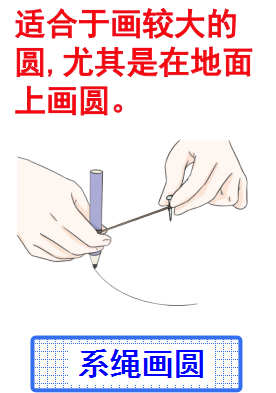 适合于画较大的
圆,尤其是在地面
上画圆。
系绳画圆